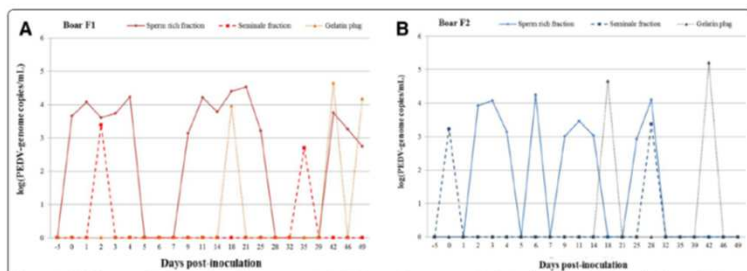 A Boar F1 Sperm rich fraction Seminale fraction Gelatin plug
6
5
4
3
2
1
0
log(PEDV-genome copies/mL)
-5 0 1 2 3 4 5 6 7 9 11 14 18 21 25 28 32 35 39 42 46 49
Days post-inoculation
B Boar F2 Sperm rich fraction Seminale fraction Gelatin plug
6
5
4
3
2
1
0
log(PEDV-genome copies/mL)
-5 0 1 2 3 4 5 6 7 9 11 14 18 21 25 28 32 35 39 42 46 49
Days post-inoculation